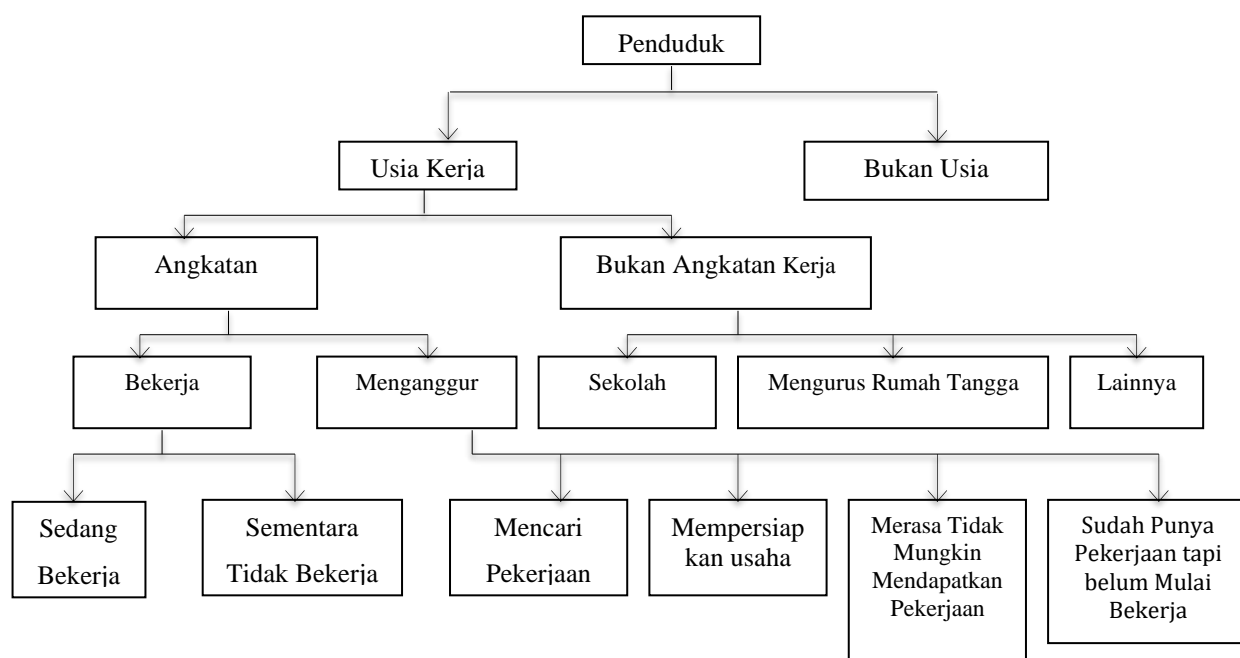 Penduduk
Usia Kerja
Bukan Usia
Angkatan
Bukan Angkatan Kerja
Bekerja
Menganggur
Sekolah
Mengurus Rumah Tangga
Lainnya
Sedang
Bekerja
Sementara
Tidak Bekerja
Mencari
Pekerjaan
Mempersiap
kan usaha
Merasa Tidak
Mungkin
Mendapatkan
Pekerjaan
Sudah Punya
Pekerjaan tapi
belum Mulai
Bekerja